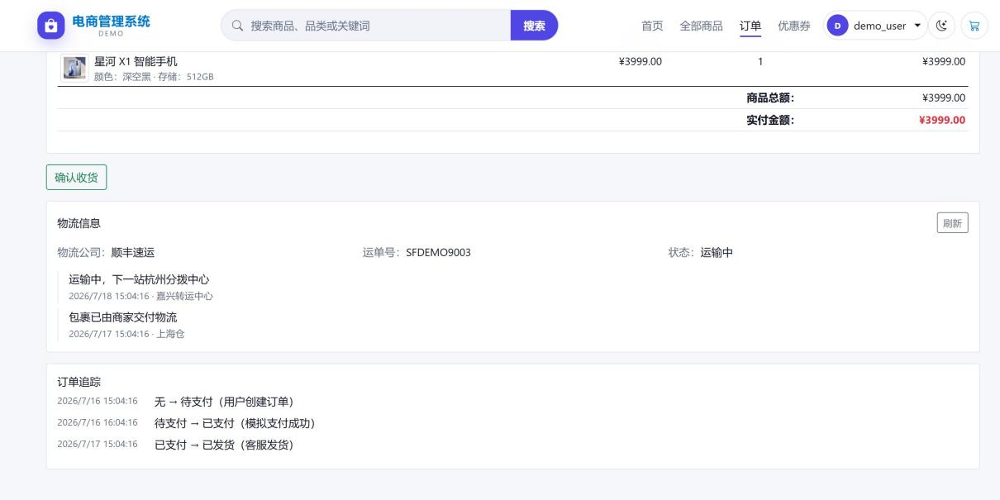 电商管理系统
DEMO
搜索商品、品类或关键词
搜索
首页 全部商品 订单 优惠券
D demo_user
星河 X1 智能手机 ¥3999.00 1 ¥3999.00
颜色：深空黑 · 存储：512GB
商品总额： ¥3999.00
实付金额： ¥3999.00
确认收货
物流信息 刷新
物流公司：顺丰速运 运单号：SFDEMO9003 状态：运输中
运输中，下一站杭州分拨中心
2026/7/18 15:04:16 · 嘉兴转运中心
包裹已由商家交付物流
2026/7/17 15:04:16 · 上海仓
订单追踪
2026/7/16 15:04:16 无 → 待支付（用户创建订单）
2026/7/16 16:04:16 待支付 → 已支付（模拟支付成功）
2026/7/17 15:04:16 已支付 → 已发货（客服发货）